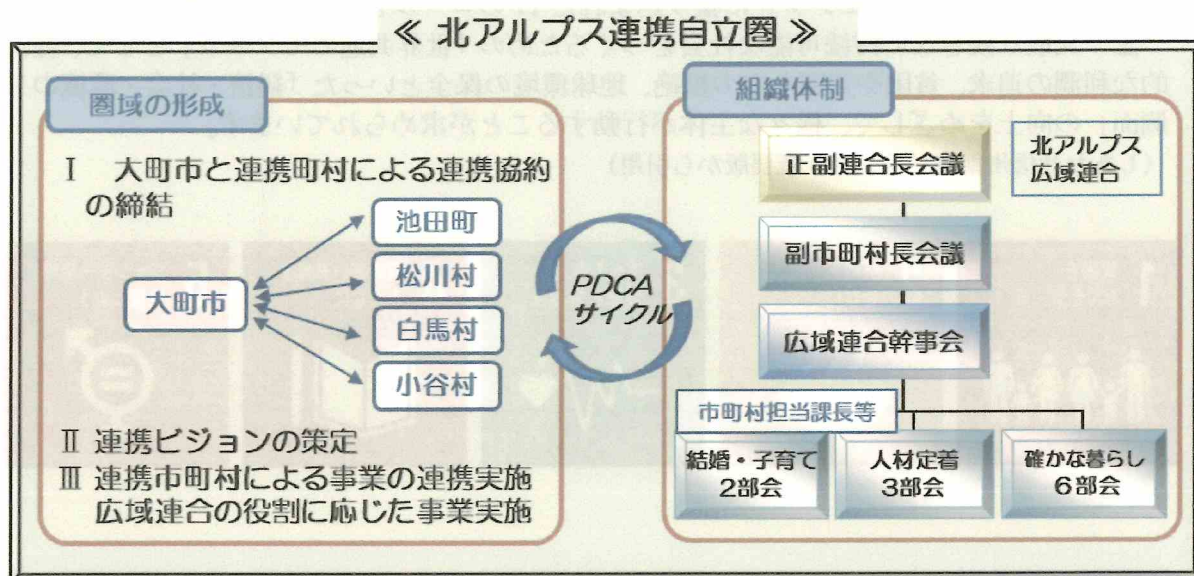 ≪ 北アルプス連携自立圏 ≫
圏域の形成
Ⅰ 大町市と連携町村による連携協約
の締結
大町市
池田町
松川村
白馬村
小谷村
Ⅱ 連携ビジョンの策定
Ⅲ 連携市町村による事業の連携実施
広域連合の役割に応じた事業実施
PDCA
サイクル
組織体制
正副連合長会議
北アルプス
広域連合
副市町村長会議
広域連合幹事会
市町村担当課長等
結婚・子育て
2部会
人材定着
3部会
確かな暮らし
6部会